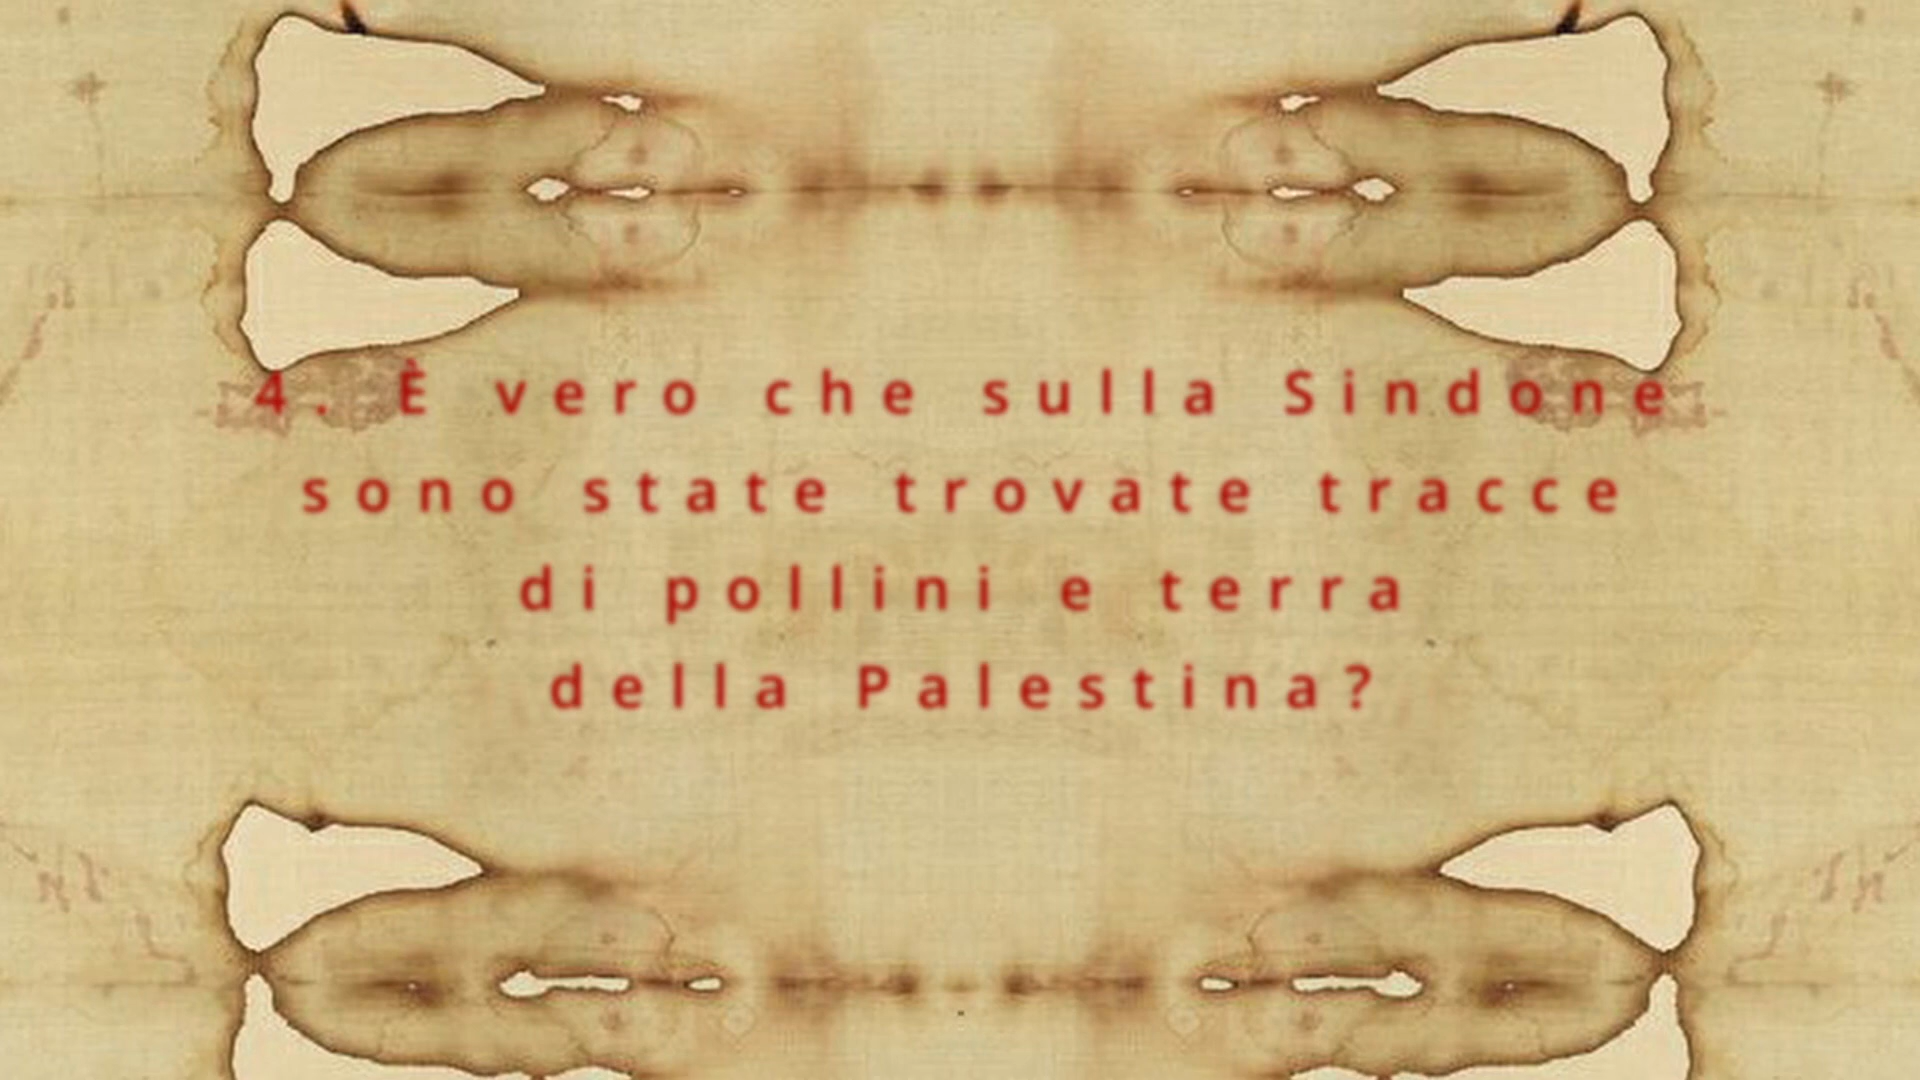 4. È vero che sulla Sindone
sono state trovate tracce
di pollini e terra
della Palestina?